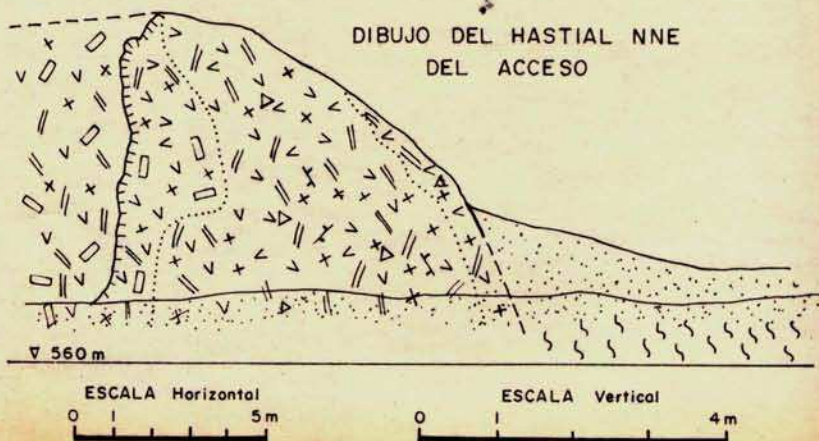 DIBUJO DEL HASTIAL NNE
DEL ACCESO
560 m
ESCALA Horizontal
0 1 5 m
ESCALA Vertical
0 1 4 m